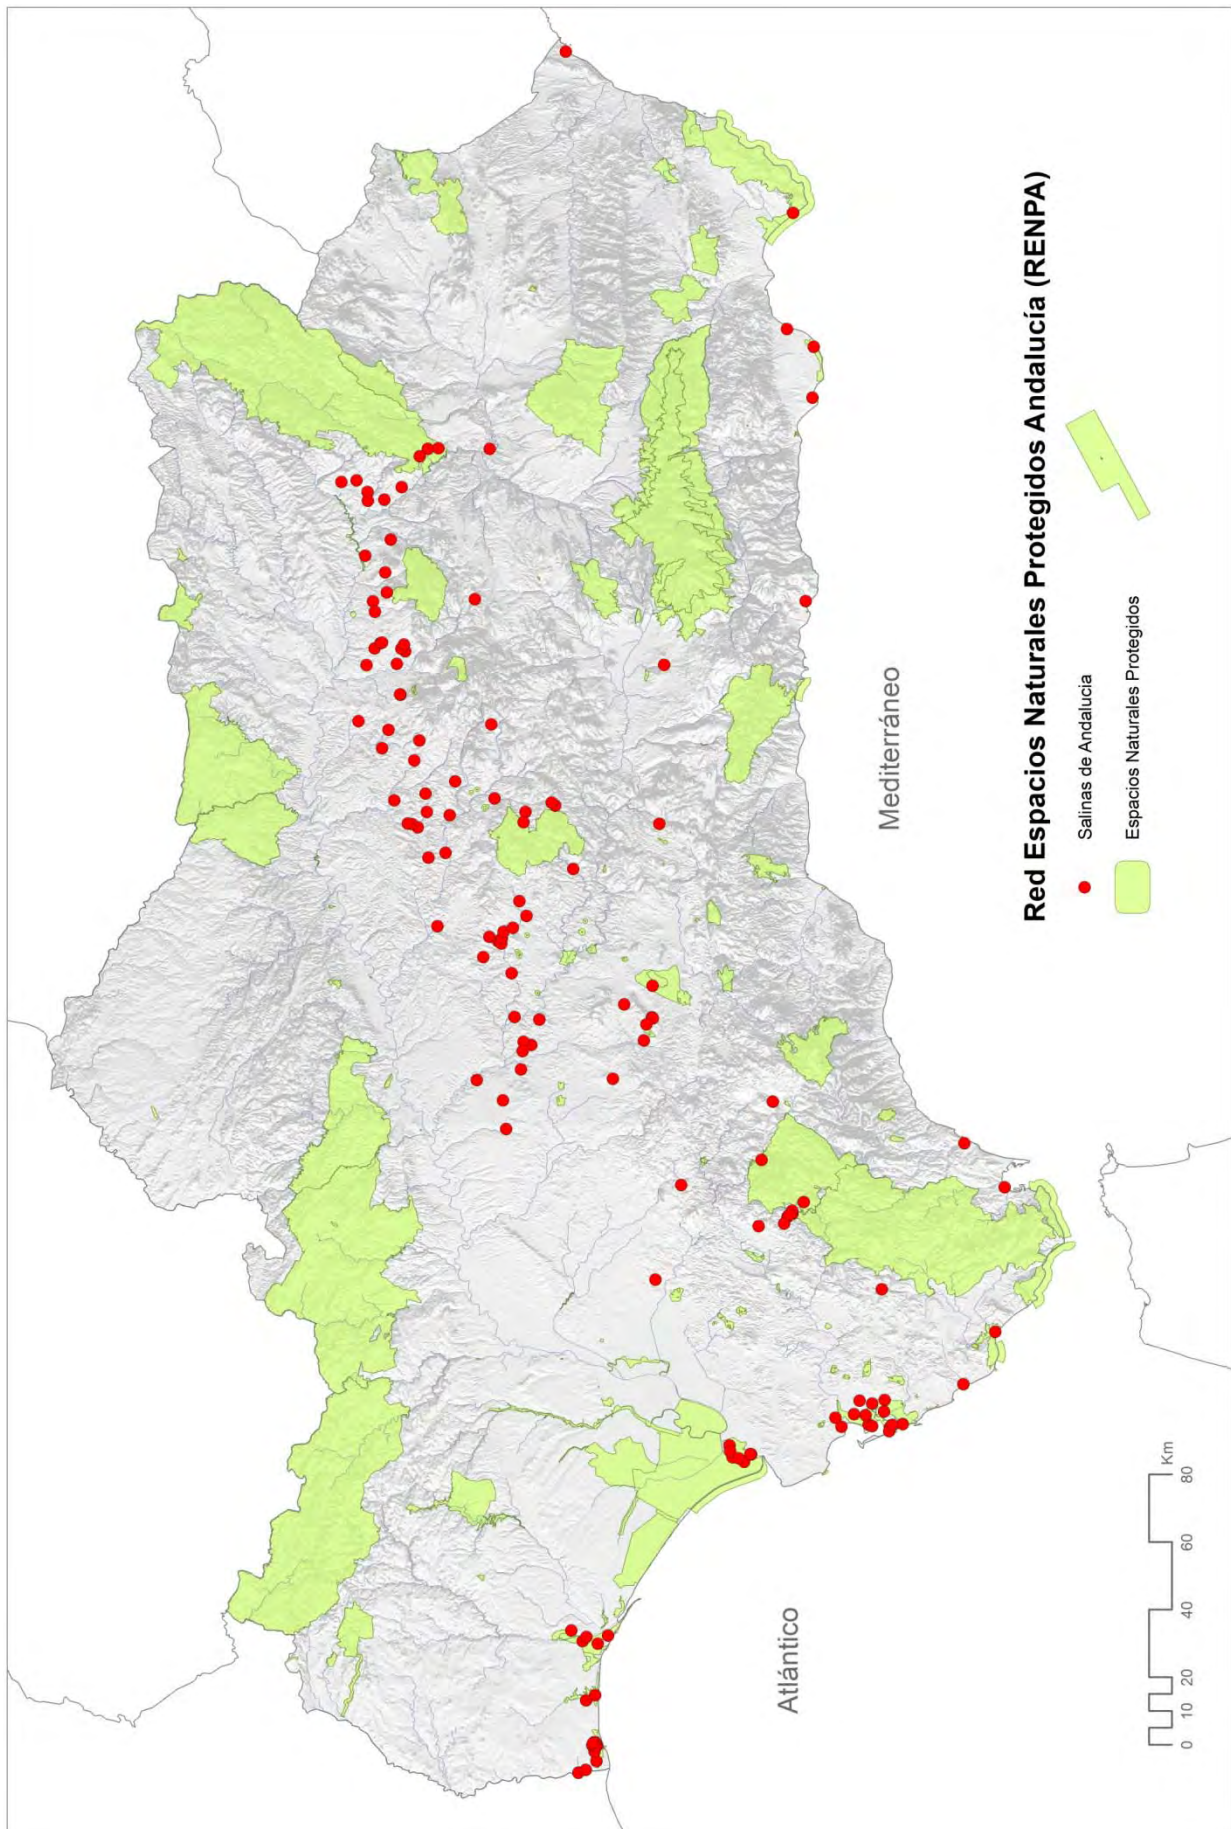 Mediterráneo
Atlántico
Red Espacios Naturales Protegidos Andalucía (RENPA)
Salinas de Andalucia
Espacios Naturales Protegidos
Km
0 10 20 40 60 80